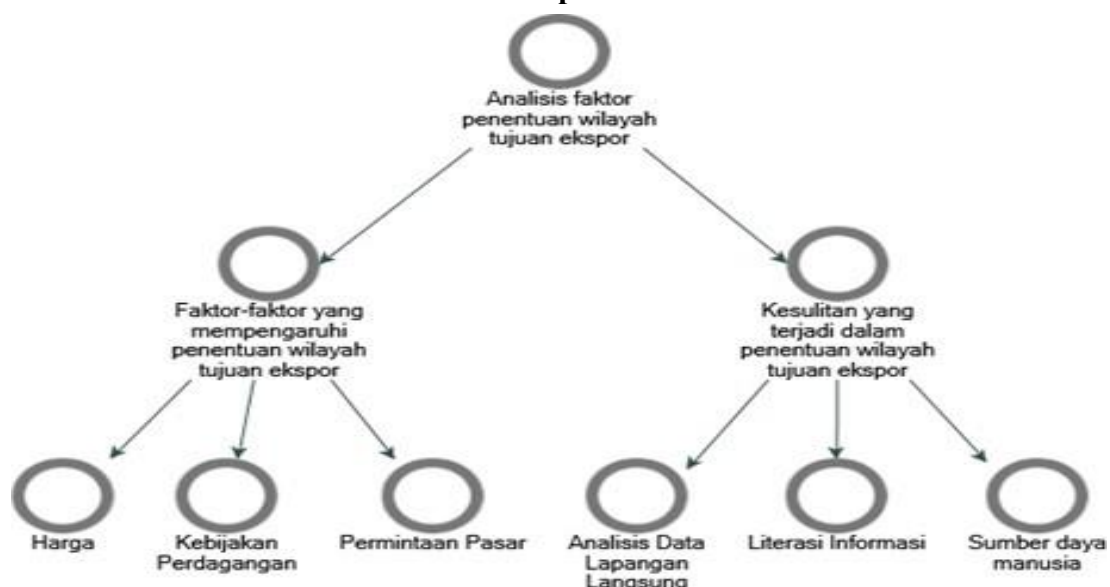 Analisis faktor
penentuan wilayah
tujuan ekspor
Faktor-faktor yang
mempengaruhi
penentuan wilayah
tujuan ekspor
Kesulitan yang
terjadi dalam
penentuan wilayah
tujuan ekspor
Harga
Kebijakan
Perdagangan
Permintaan Pasar
Analisis Data
Lapangan
Langsung
Literasi Informasi
Sumber daya
manusia